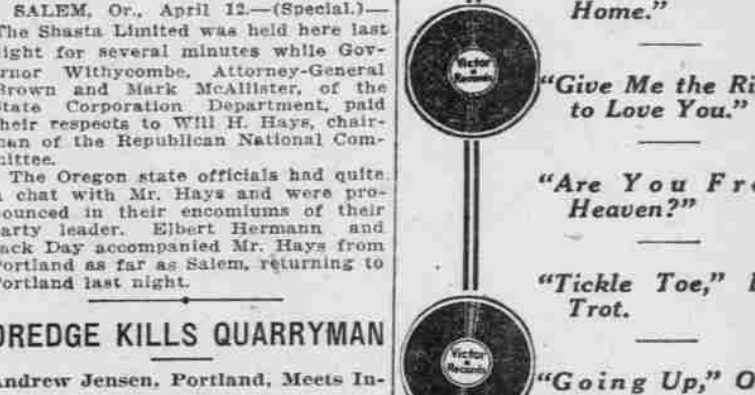 SALEM, Or., April 12.—(Special.)—
The Shasta Limited was held here last
ight for several minutes while Gov-
rnor Withycombe, Attorney-General
Brown and Mark McAllister, of the
State Corporation Department, paid
their respects to Will H. Hays, chair-
man of the Republican National Com-
mittee.
The Oregon state officials had quite
a chat with Mr. Hays and were pro-
nounced in their encomiums of their
party leader. Elbert Hermann and
Jack Day accompanied Mr. Hays from
Portland as far as Salem, returning to
Portland last night.
DREDGE KILLS QUARRYMAN
Andrew Jensen, Portland, Meets In-
Victor
Records
Home."
"Give Me the Ri
to Love You."
"Are You Fr
Heaven?"
"Tickle Toe,"
Trot.
Victor
Records
"Going Up," O